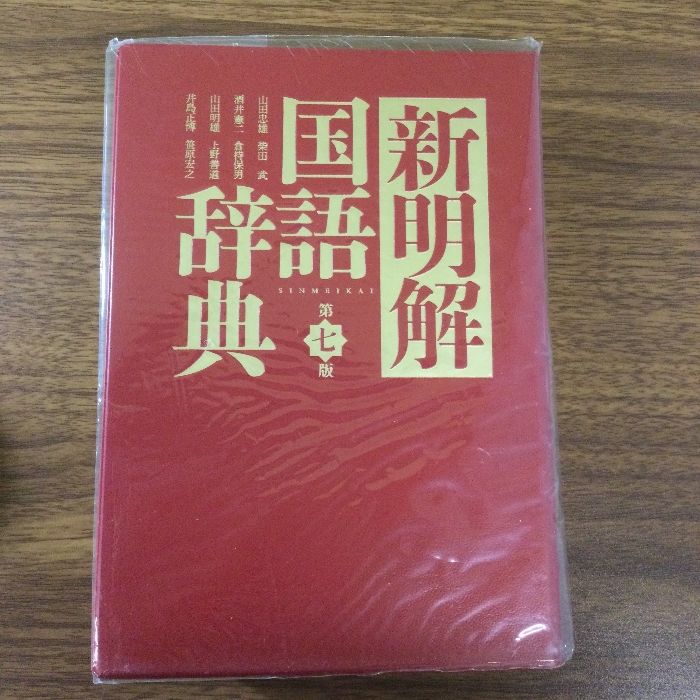 新明解
国語
辞典
SINMEIKAI
第七版
山田忠雄 柴田 武
酒井憲二 倉持保男
山田明雄 上野善道
井島正博 笹原宏之